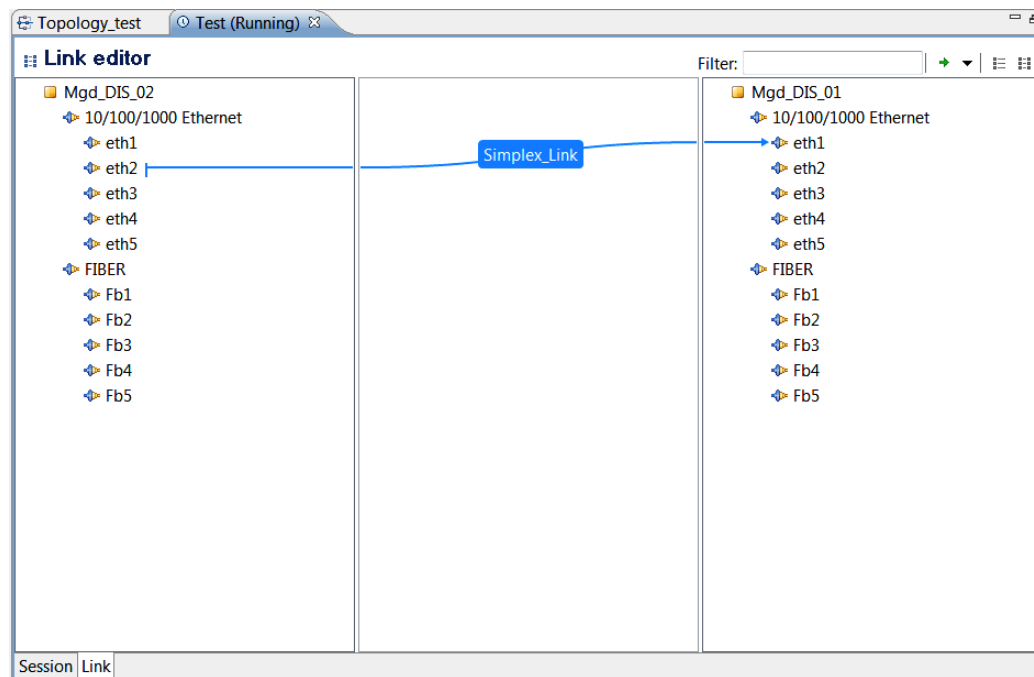 Topology_test
Test (Running)
Link editor
Filter:
Mgd_DIS_02
10/100/1000 Ethernet
eth1
eth2
eth3
eth4
eth5
FIBER
Fb1
Fb2
Fb3
Fb4
Fb5
Simplex_Link
Mgd_DIS_01
10/100/1000 Ethernet
eth1
eth2
eth3
eth4
eth5
FIBER
Fb1
Fb2
Fb3
Fb4
Fb5
Session
Link